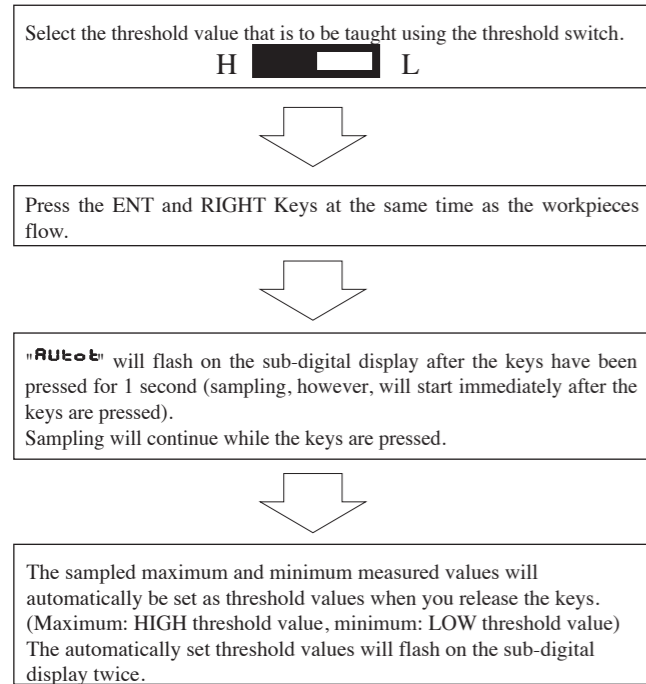 Select the threshold value that is to be taught using the threshold switch.
H L
Press the ENT and RIGHT Keys at the same time as the workpieces
flow.
"AUtot" will flash on the sub-digital display after the keys have been
pressed for 1 second (sampling, however, will start immediately after the
keys are pressed).
Sampling will continue while the keys are pressed.
The sampled maximum and minimum measured values will
automatically be set as threshold values when you release the keys.
(Maximum: HIGH threshold value, minimum: LOW threshold value)
The automatically set threshold values will flash on the sub-digital
display twice.